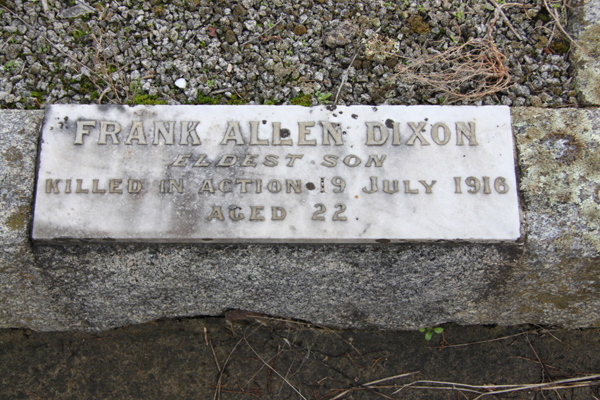 FRANK ALLEN DIXON
ELDEST SON
KILLED IN ACTION 19 JULY 1916
AGED 22.